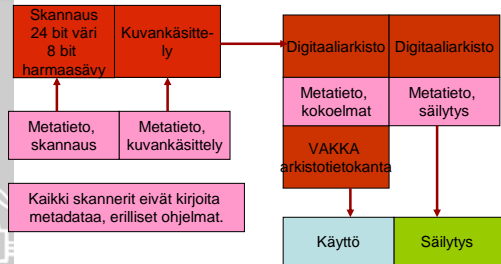 Skannaus
24 bit väri
8 bit
harmaasävy
Kuvankäsitte-
ly
Digitaaliarkisto
Digitaaliarkisto
Metatieto,
skannaus
Metatieto,
kuvankäsittely
Metatieto,
kokoelmat
Metatieto,
säilytys
VAKKA
arkistotietokanta
Kaikki skannerit eivät kirjoita
metadataa, erilliset ohjelmat.
Käyttö
Säilytys